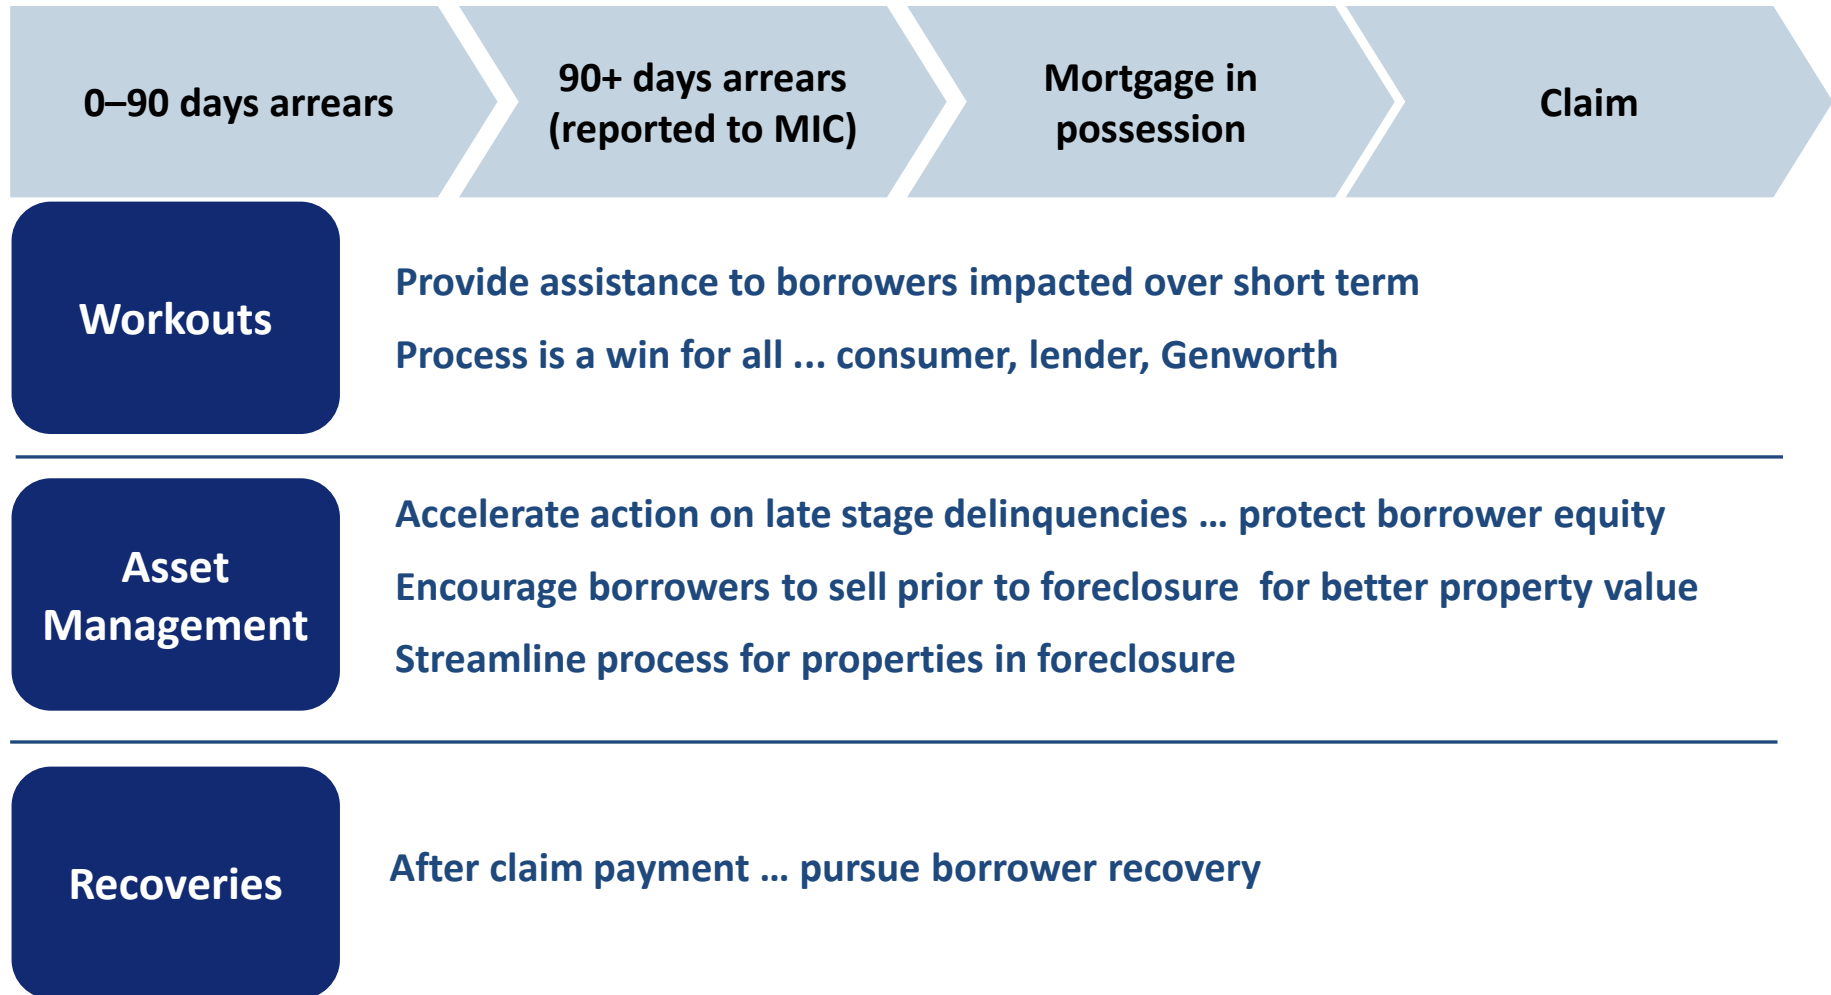 0–90 days arrears
90+ days arrears
(reported to MIC)
Mortgage in
possession
Claim
Workouts
Provide assistance to borrowers impacted over short term
Process is a win for all ... consumer, lender, Genworth
Asset
Management
Accelerate action on late stage delinquencies … protect borrower equity
Encourage borrowers to sell prior to foreclosure  for better property value
Streamline process for properties in foreclosure
Recoveries
After claim payment … pursue borrower recovery